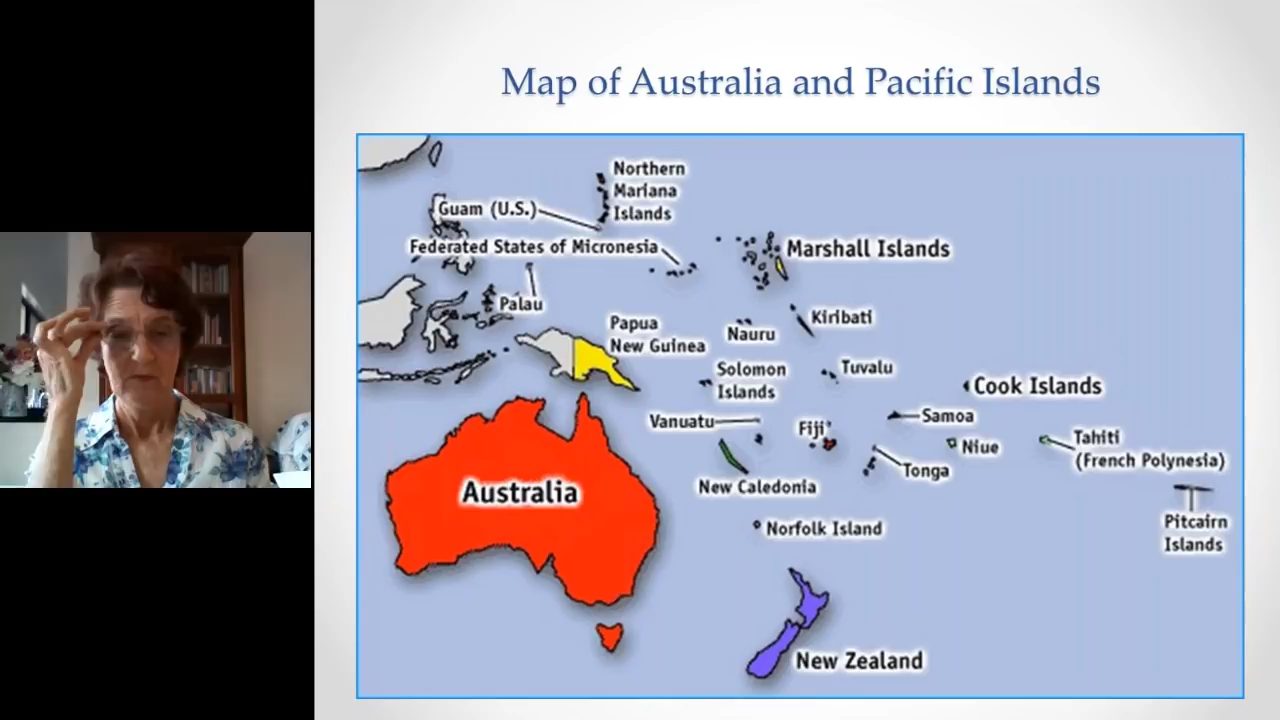 Map of Australia and Pacific Islands
Northern
Mariana
Islands
Guam (U.S.)
Federated States of Micronesia
Marshall Islands
Palau
Kiribati
Papua
New Guinea
Nauru
Solomon
Islands
Tuvalu
Cook Islands
Vanuatu
Fiji
Samoa
Niue
Tahiti
(French Polynesia)
Tonga
New Caledonia
Australia
Pitcairn
Islands
Norfolk Island
New Zealand